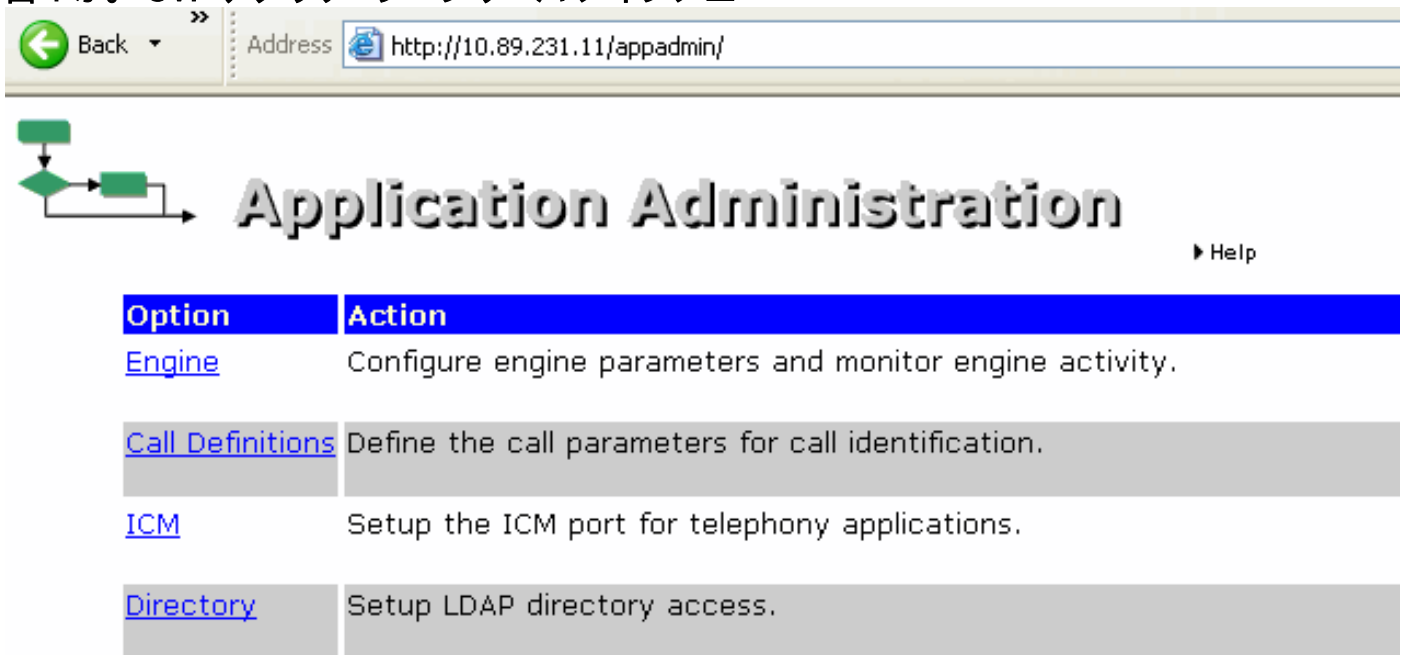 Back
»
Address
http://10.89.231.11/appadmin/
Application Administration
Help
Option Action
Engine Configure engine parameters and monitor engine activity.
Call Definitions Define the call parameters for call identification.
ICM Setup the ICM port for telephony applications.
Directory Setup LDAP directory access.